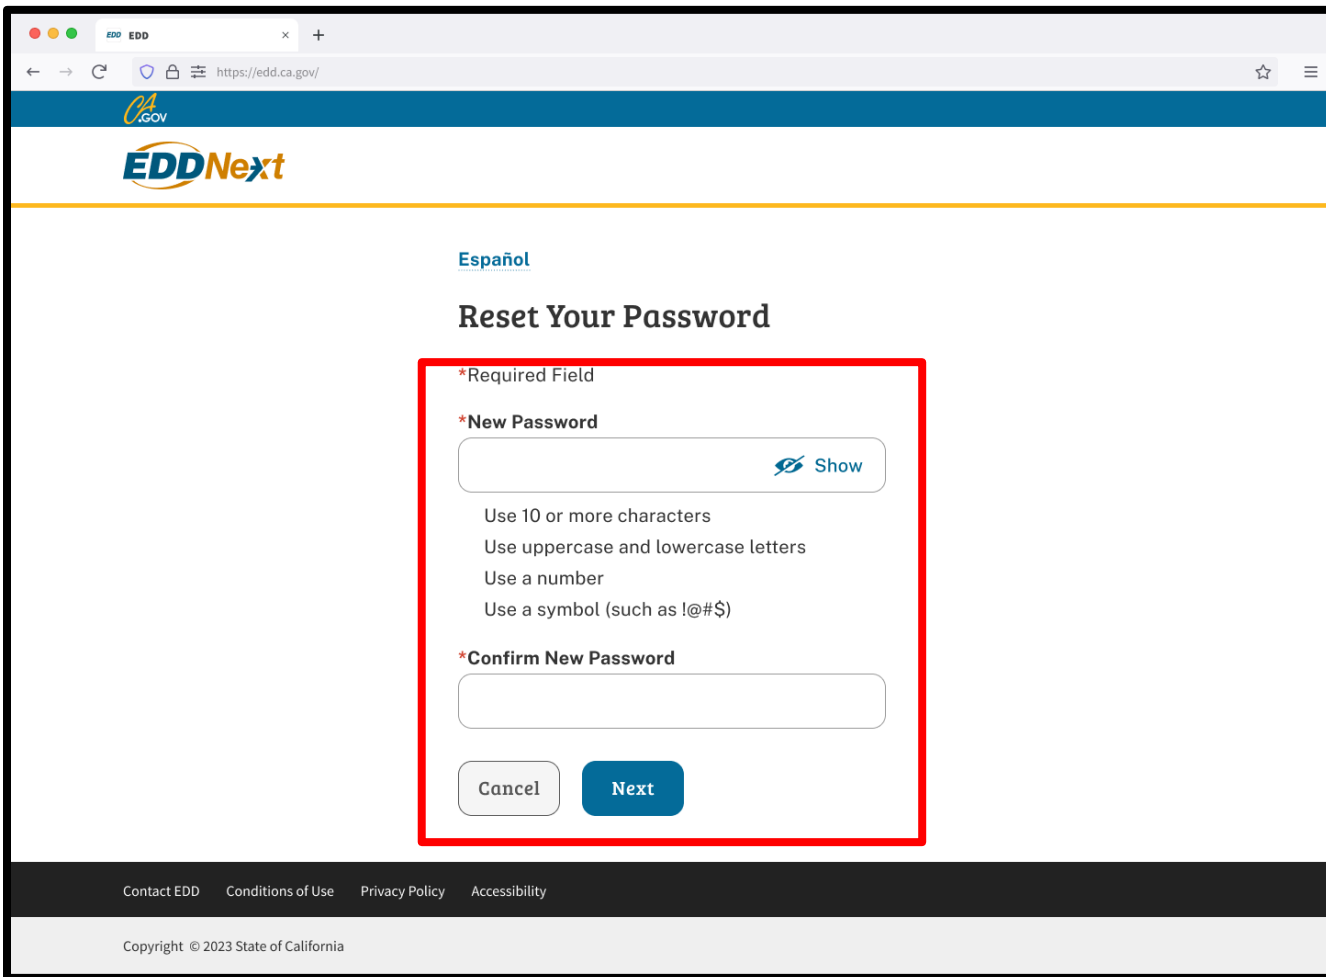 EDD EDD × +
https://edd.ca.gov/
CA.GOV
EDDNext
Español
Reset Your Password
*Required Field
*New Password
Show
Use 10 or more characters
Use uppercase and lowercase letters
Use a number
Use a symbol (such as !@#$)
*Confirm New Password
Cancel Next
Contact EDD Conditions of Use Privacy Policy Accessibility
Copyright © 2023 State of California